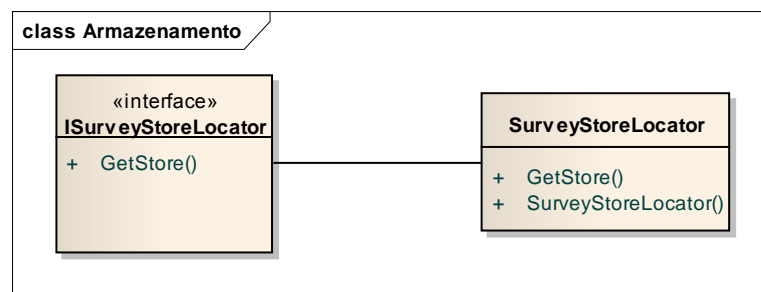 class Armazenamento
«interface»
ISurveyStoreLocator
+ GetStore()
SurveyStoreLocator
+ GetStore()
+ SurveyStoreLocator()